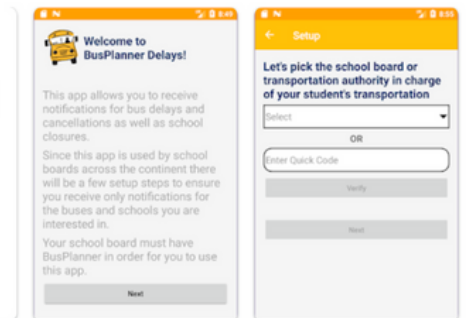 8:49
Welcome to
BusPlanner Delays!
This app allows you to receive
notifications for bus delays and
cancellations as well as school
closures.
Since this app is used by school
boards across the continent there
will be a few setup steps to ensure
you receive only notifications for
the buses and schools you are
interested in.
Your school board must have
BusPlanner in order for you to use
this app.
Next
8:55
Setup
Let's pick the school board or
transportation authority in charge
of your student's transportation
Select
OR
Enter Quick Code
Verify
Next